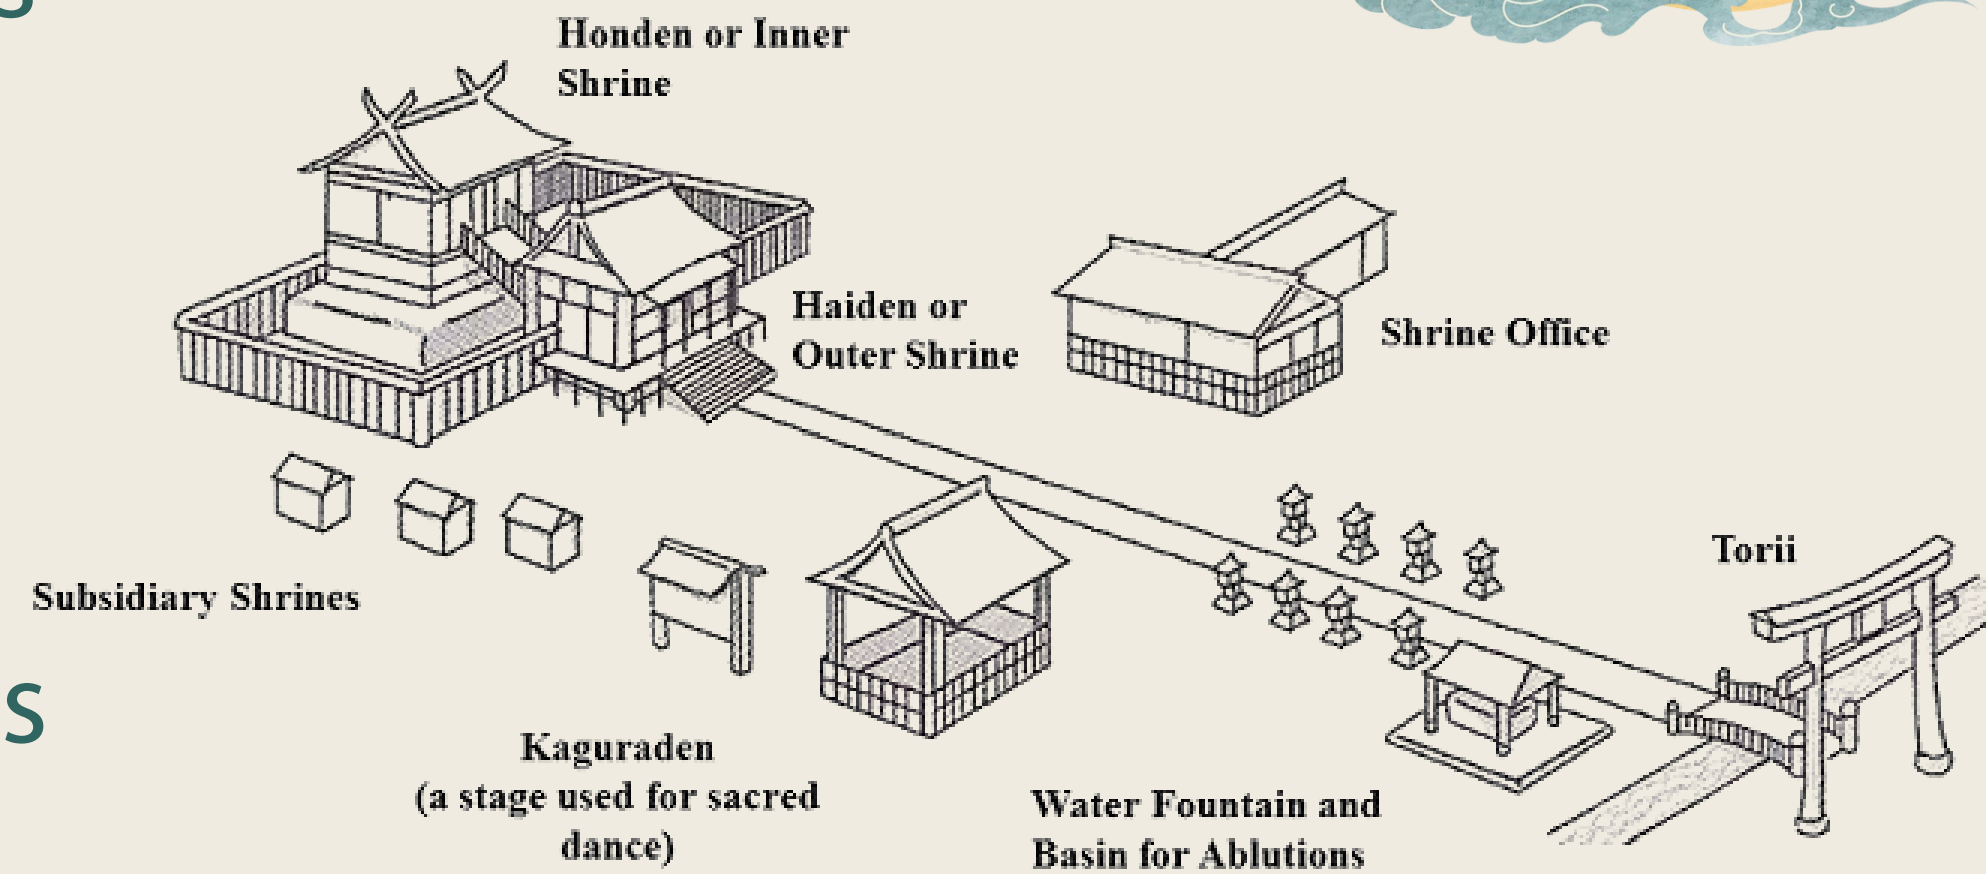 s
Honden or Inner
Shrine
Haiden or
Outer Shrine
Shrine Office
Torii
Subsidiary Shrines
s
Kaguraden
(a stage used for sacred
dance)
Water Fountain and
Basin for Ablutions